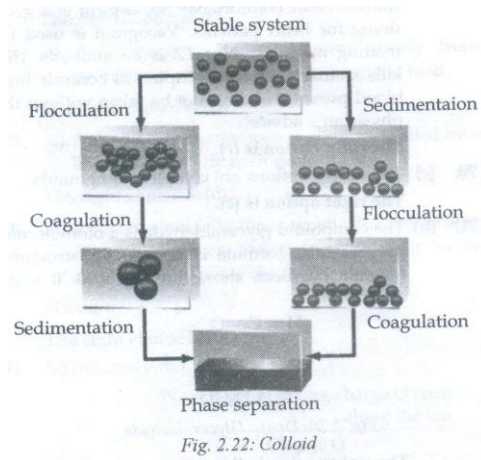 Stable system
Flocculation
Sedimentaion
Coagulation
Flocculation
Sedimentation
Coagulation
Phase separation
Fig. 2.22: Colloid